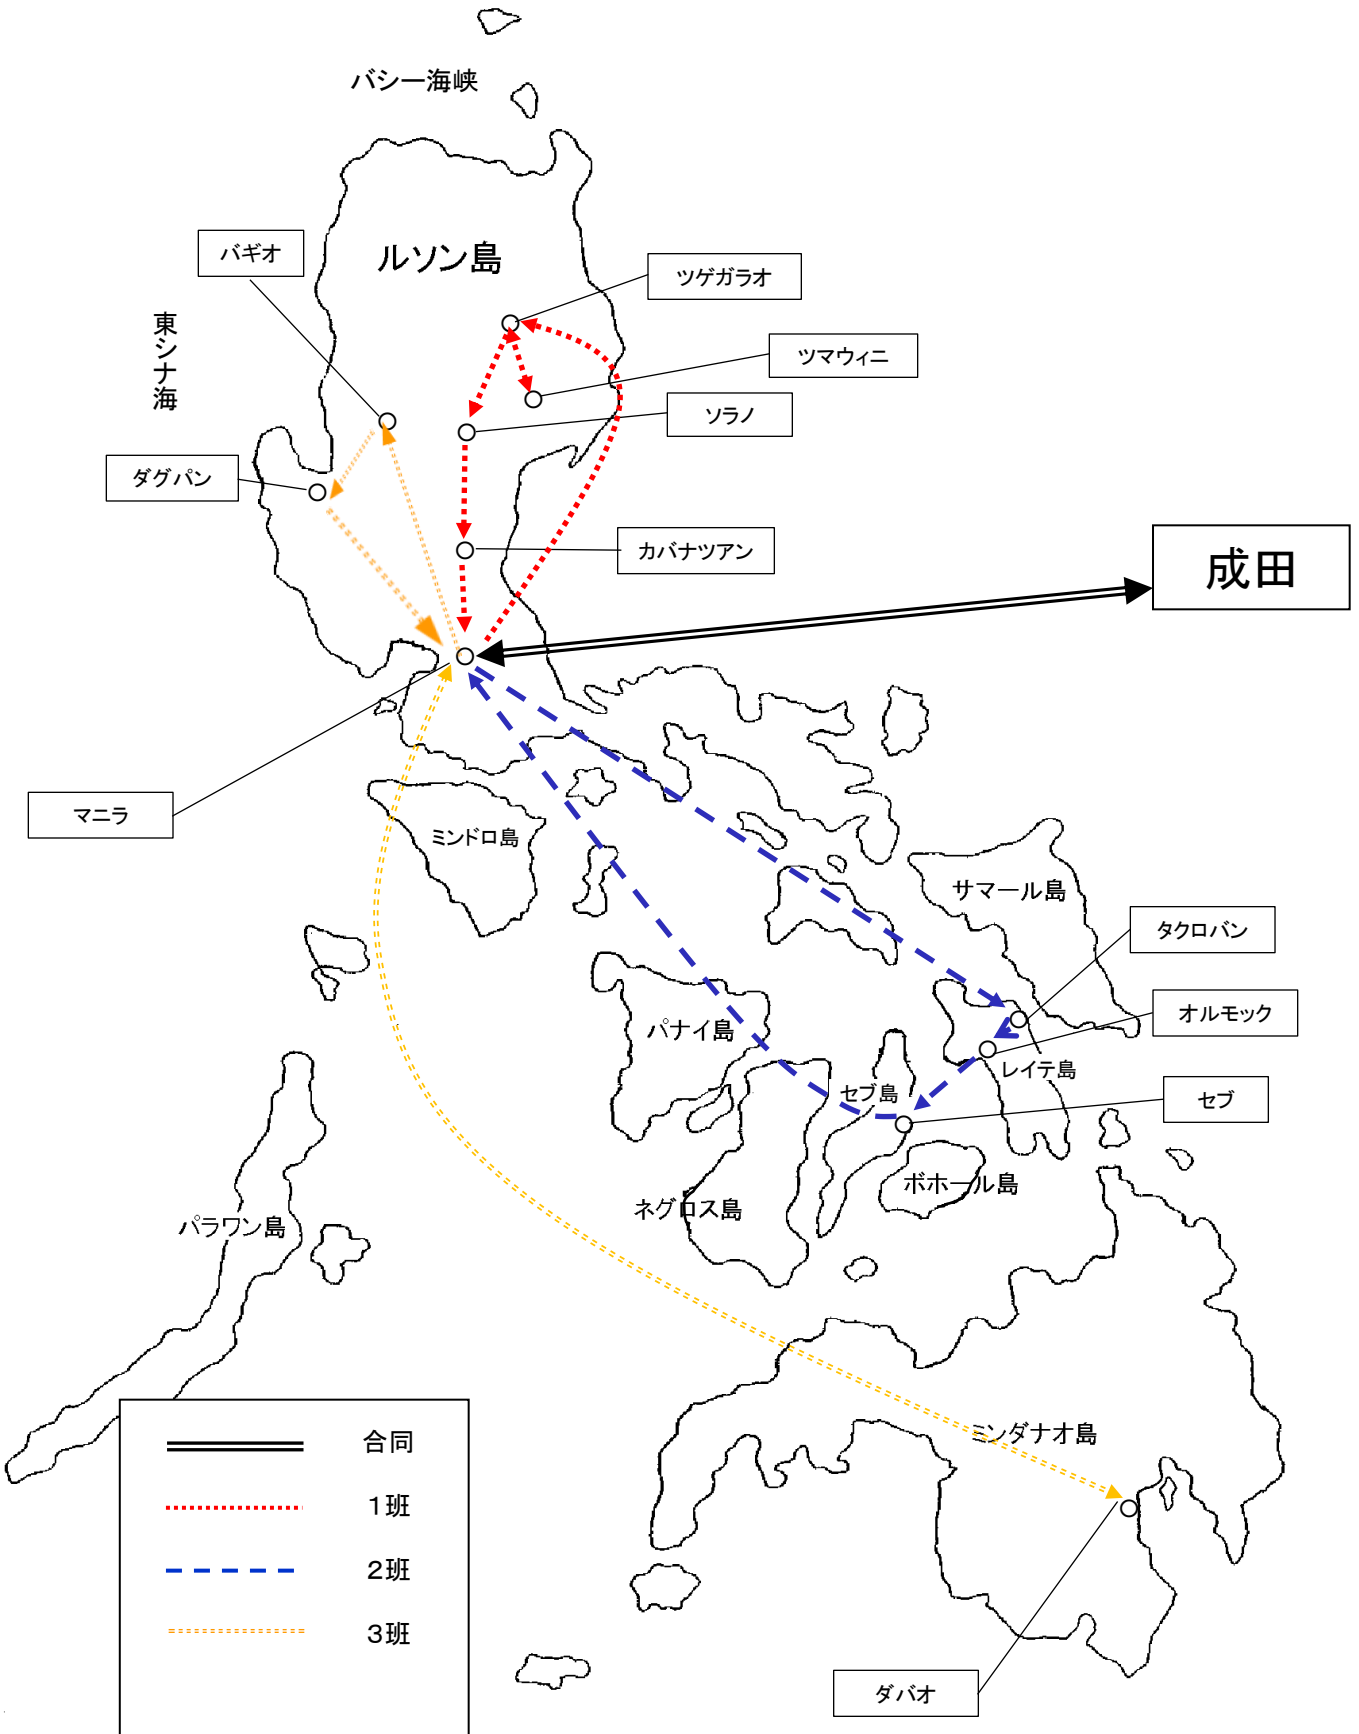 バシー海峡
バギオ
ルソン島
ツゲガラオ
東シナ海
ツマウィニ
ソラノ
ダグパン
カバナツアン
成田
マニラ
ミンドロ島
サマール島
タクロバン
オルモック
パナイ島
レイテ島
セブ島
セブ
ボホール島
ネグロス島
パラワン島
ミンダナオ島
合同
1班
2班
3班
ダバオ